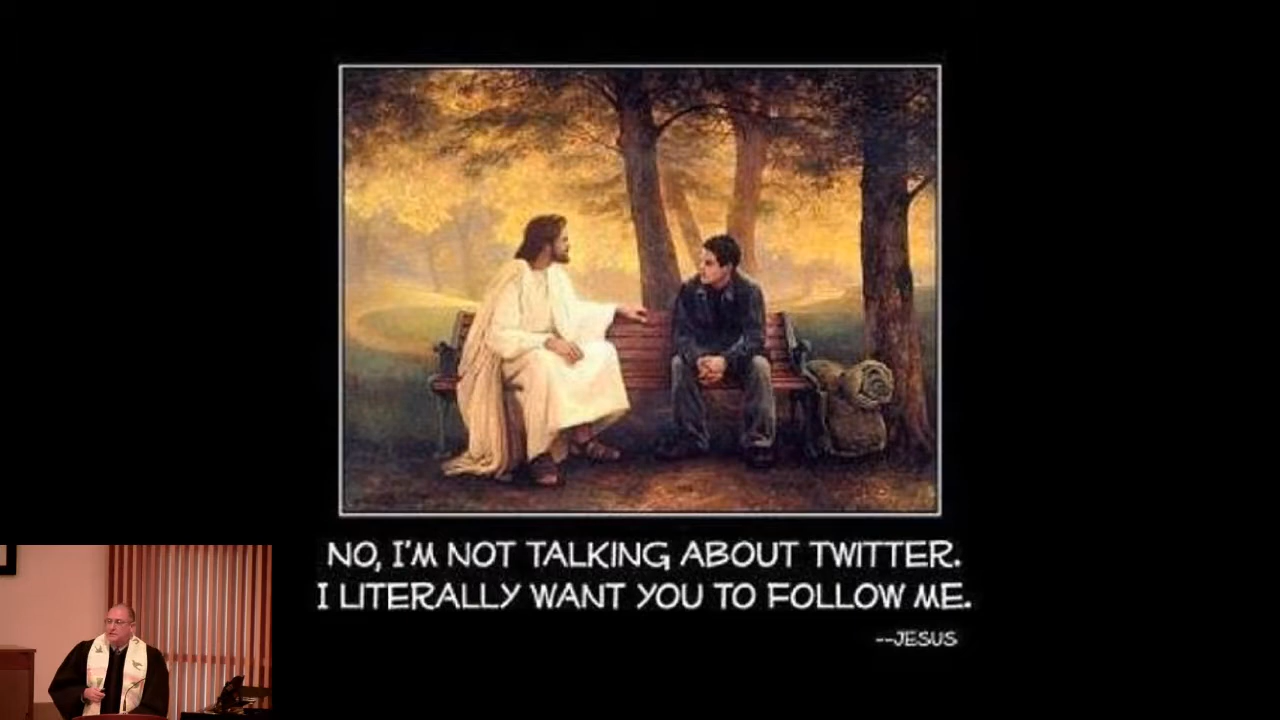 NO, I'M NOT TALKING ABOUT TWITTER.
I LITERALLY WANT YOU TO FOLLOW ME.
--JESUS